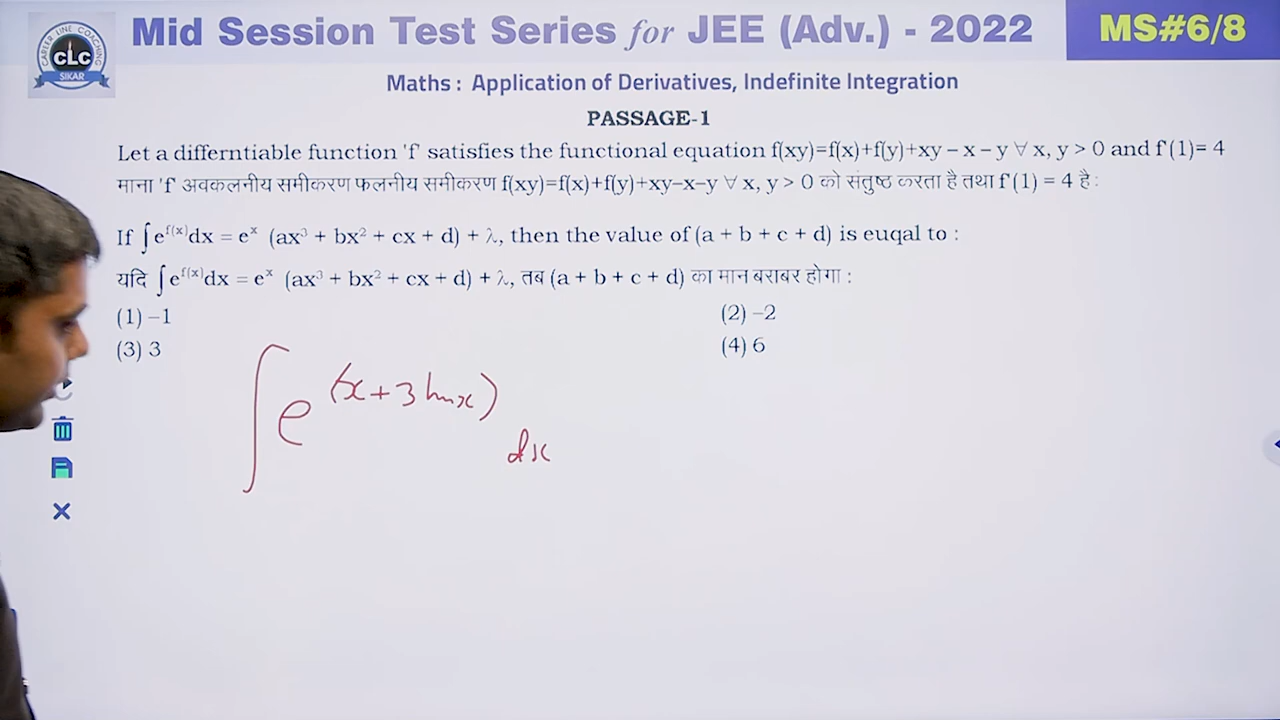 CAREER LINE COACHING
CLC
SIKAR
Mid Session Test Series for JEE (Adv.) - 2022
MS#6/8
Maths : Application of Derivatives, Indefinite Integration
PASSAGE-1
Let a differntiable function 'f' satisfies the functional equation f(xy)=f(x)+f(y)+xy – x – y ∀ x, y > 0 and f'(1)= 4
माना 'f' अवकलनीय समीकरण फलनीय समीकरण f(xy)=f(x)+f(y)+xy–x–y ∀ x, y > 0 को संतुष्ठ करता है तथा f'(1) = 4 है :
If ∫e^{f(x)}dx = e^x (ax³ + bx² + cx + d) + λ, then the value of (a + b + c + d) is euqal to :
यदि ∫e^{f(x)}dx = e^x (ax³ + bx² + cx + d) + λ, तब (a + b + c + d) का मान बराबर होगा :
(1) –1
(2) –2
(3) 3
(4) 6
∫e^{(x+3lnx)} dx